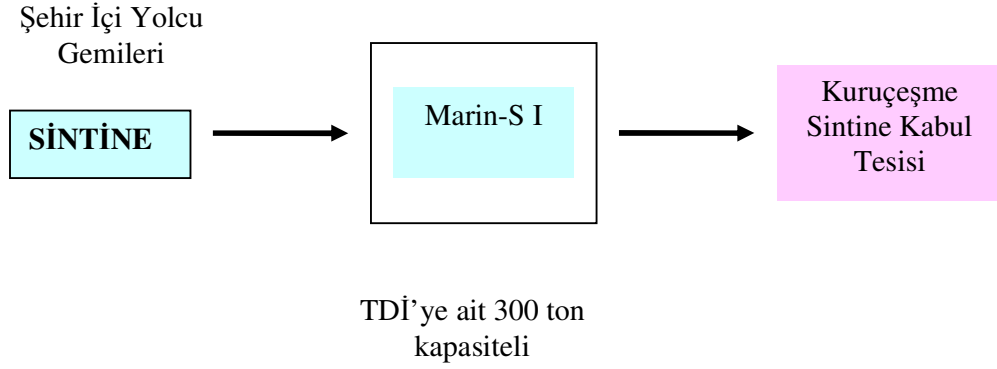 Şehir İçi Yolcu
Gemileri
SİNTİNE
Marin-S I
Kuruçeşme
Sintine Kabul
Tesisi
TDİ’ye ait 300 ton
kapasiteli